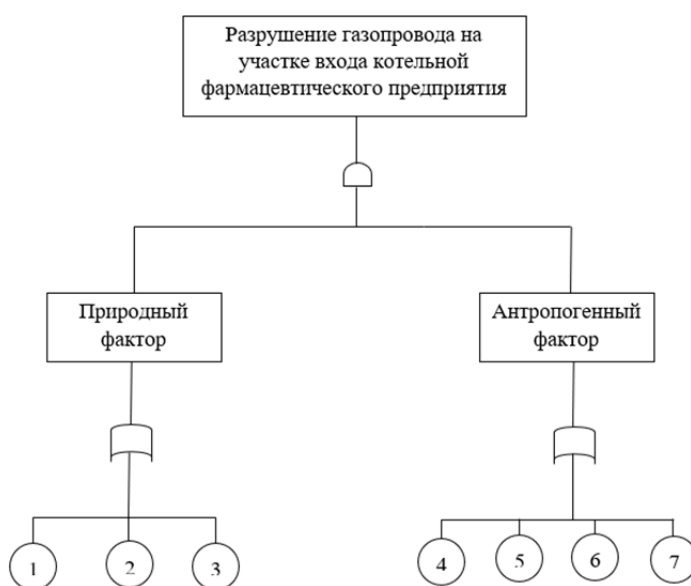 Разрушение газопровода на
участке входа котельной
фармацевтического предприятия
Природный
фактор
Антропогенный
фактор
1
2
3
4
5
6
7